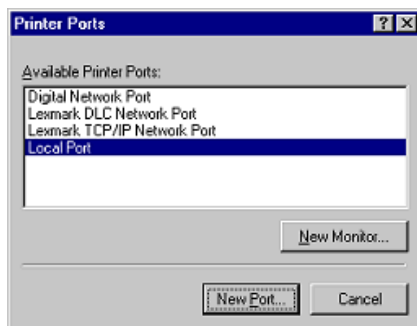 Printer Ports
Available Printer Ports:
Digital Network Port
Lexmark DLC Network Port
Lexmark TCP/IP Network Port
Local Port
New Monitor...
New Port...
Cancel